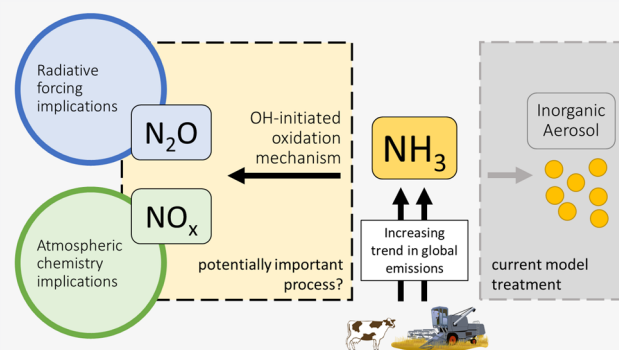 Radiative
forcing
implications
N₂O
OH-initiated
oxidation
mechanism
NH₃
Inorganic
Aerosol
NOₓ
Atmospheric
chemistry
implications
potentially important
process?
Increasing
trend in global
emissions
current model
treatment